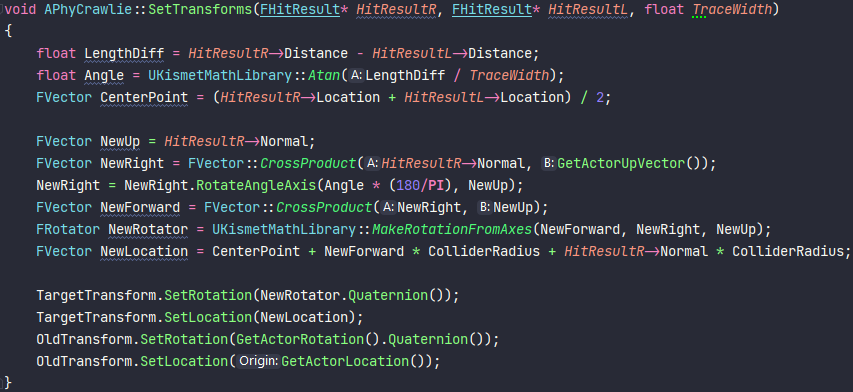 void APhyCrawlie::SetTransforms(FHitResult* HitResultR, FHitResult* HitResultL, float TraceWidth)
{
    float LengthDiff = HitResultR->Distance - HitResultL->Distance;
    float Angle = UKismetMathLibrary::Atan(A:LengthDiff / TraceWidth);
    FVector CenterPoint = (HitResultR->Location + HitResultL->Location) / 2;

    FVector NewUp = HitResultR->Normal;
    FVector NewRight = FVector::CrossProduct(A:HitResultR->Normal, B:GetActorUpVector());
    NewRight = NewRight.RotateAngleAxis(Angle * (180/PI), NewUp);
    FVector NewForward = FVector::CrossProduct(A:NewRight, B:NewUp);
    FRotator NewRotator = UKismetMathLibrary::MakeRotationFromAxes(NewForward, NewRight, NewUp);
    FVector NewLocation = CenterPoint + NewForward * ColliderRadius + HitResultR->Normal * ColliderRadius;

    TargetTransform.SetRotation(NewRotator.Quaternion());
    TargetTransform.SetLocation(NewLocation);
    OldTransform.SetRotation(GetActorRotation().Quaternion());
    OldTransform.SetLocation(Origin:GetActorLocation());
}